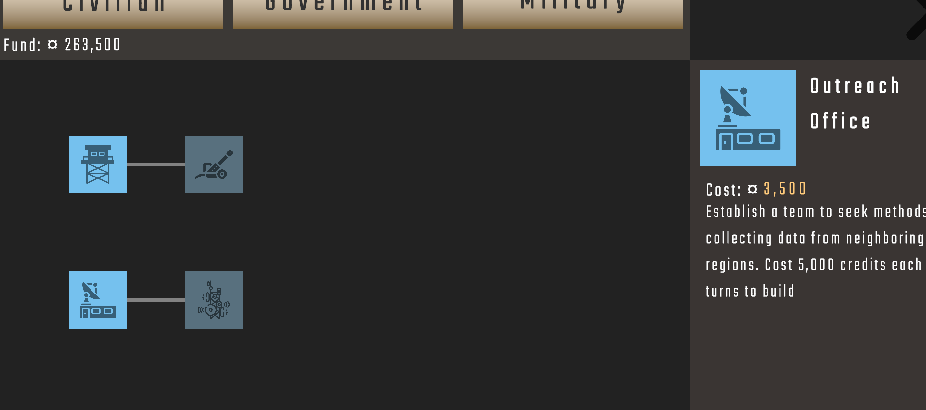 Civilian Government Military
Fund: ¤ 263,500
Outreach
Office
Cost: ¤ 3,500
Establish a team to seek methods
collecting data from neighboring
regions. Cost 5,000 credits each
turns to build